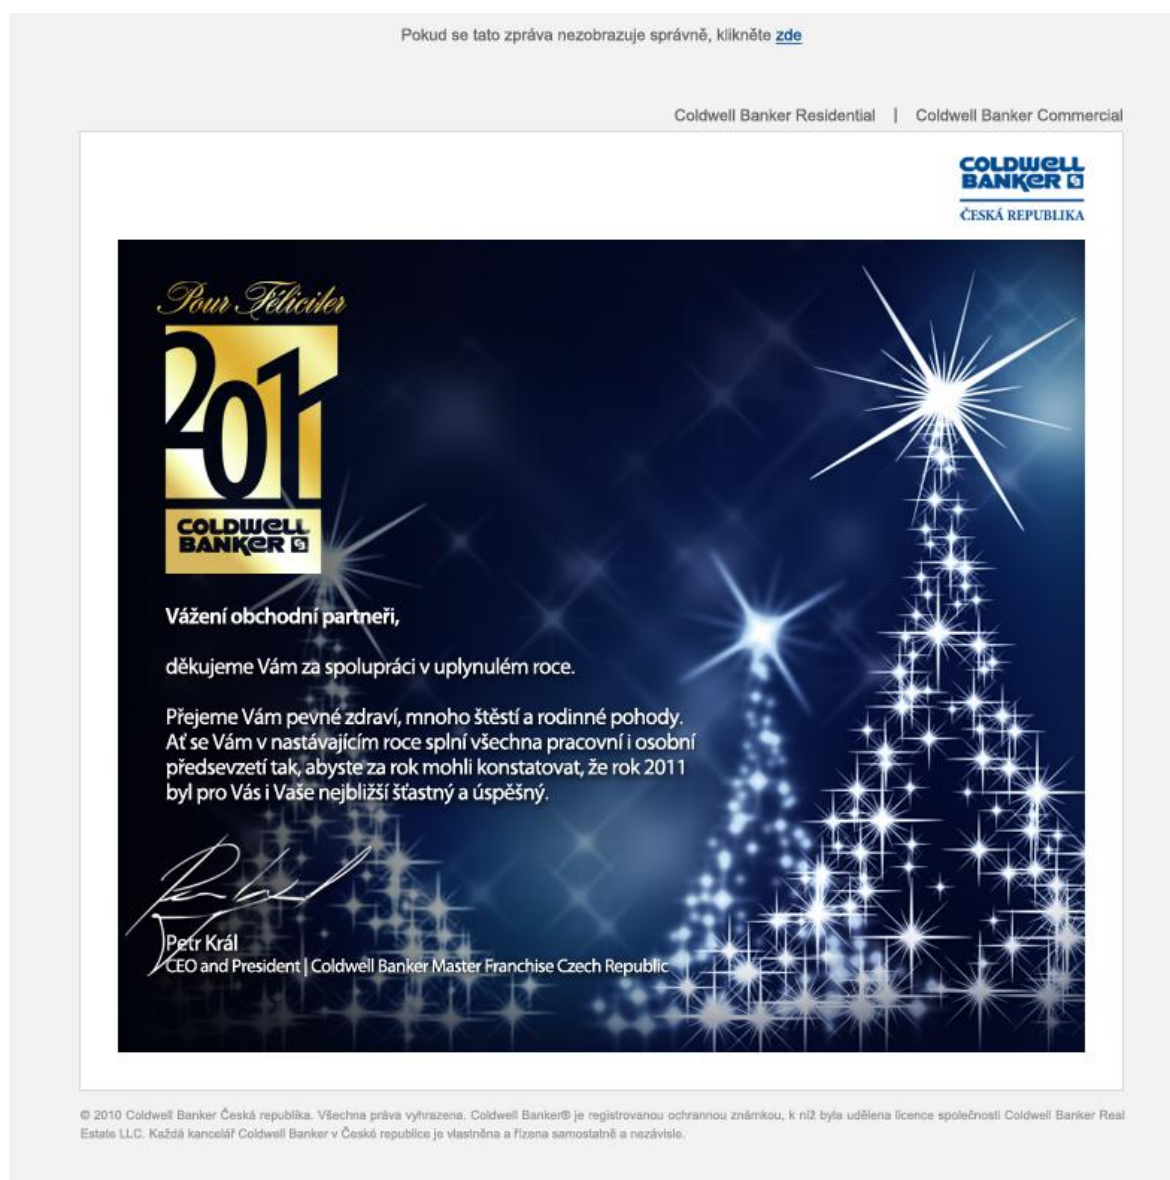 Pokud se tato zpráva nezobrazuje správně, klikněte zde
Coldwell Banker Residential | Coldwell Banker Commercial
COLDWELL
BANKER
ČESKÁ REPUBLIKA
Pour Féliciter
2011
COLDWELL
BANKER
Vážení obchodní partneři,
děkujeme Vám za spolupráci v uplynulém roce.
Přejeme Vám pevné zdraví, mnoho štěstí a rodinné pohody.
Ať se Vám v nastávajícím roce splní všechna pracovní i osobní
předsevzetí tak, abyste za rok mohli konstatovat, že rok 2011
byl pro Vás i Vaše nejbližší šťastný a úspěšný.
Petr Král
CEO and President | Coldwell Banker Master Franchise Czech Republic
© 2010 Coldwell Banker Česká republika. Všechna práva vyhrazena. Coldwell Banker® je registrovanou ochrannou známkou, k níž byla udělena licence společnosti Coldwell Banker Real
Estate LLC. Každá kancelář Coldwell Banker v České republice je vlastněna a řízena samostatně a nezávisle.